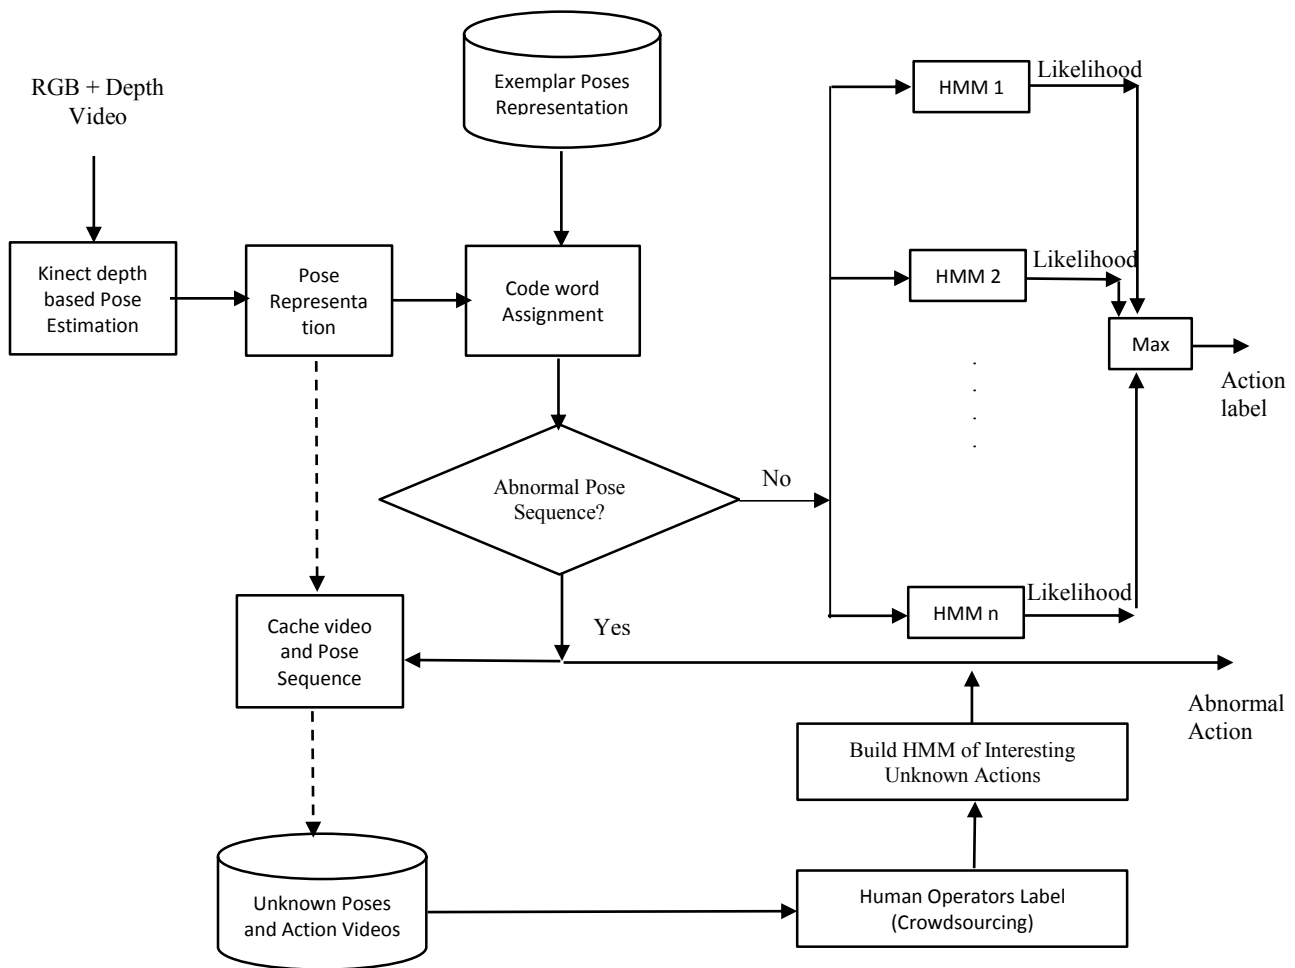 RGB + Depth
Video
Exemplar Poses
Representation
HMM 1
Likelihood
Kinect depth
based Pose
Estimation
Pose
Representa
tion
Code word
Assignment
HMM 2
Likelihood
Max
.
.
.
.
Action
label
Abnormal Pose
Sequence?
No
HMM n
Likelihood
Yes
Cache video
and Pose
Sequence
Abnormal
Action
Build HMM of Interesting
Unknown Actions
Unknown Poses
and Action Videos
Human Operators Label
(Crowdsourcing)